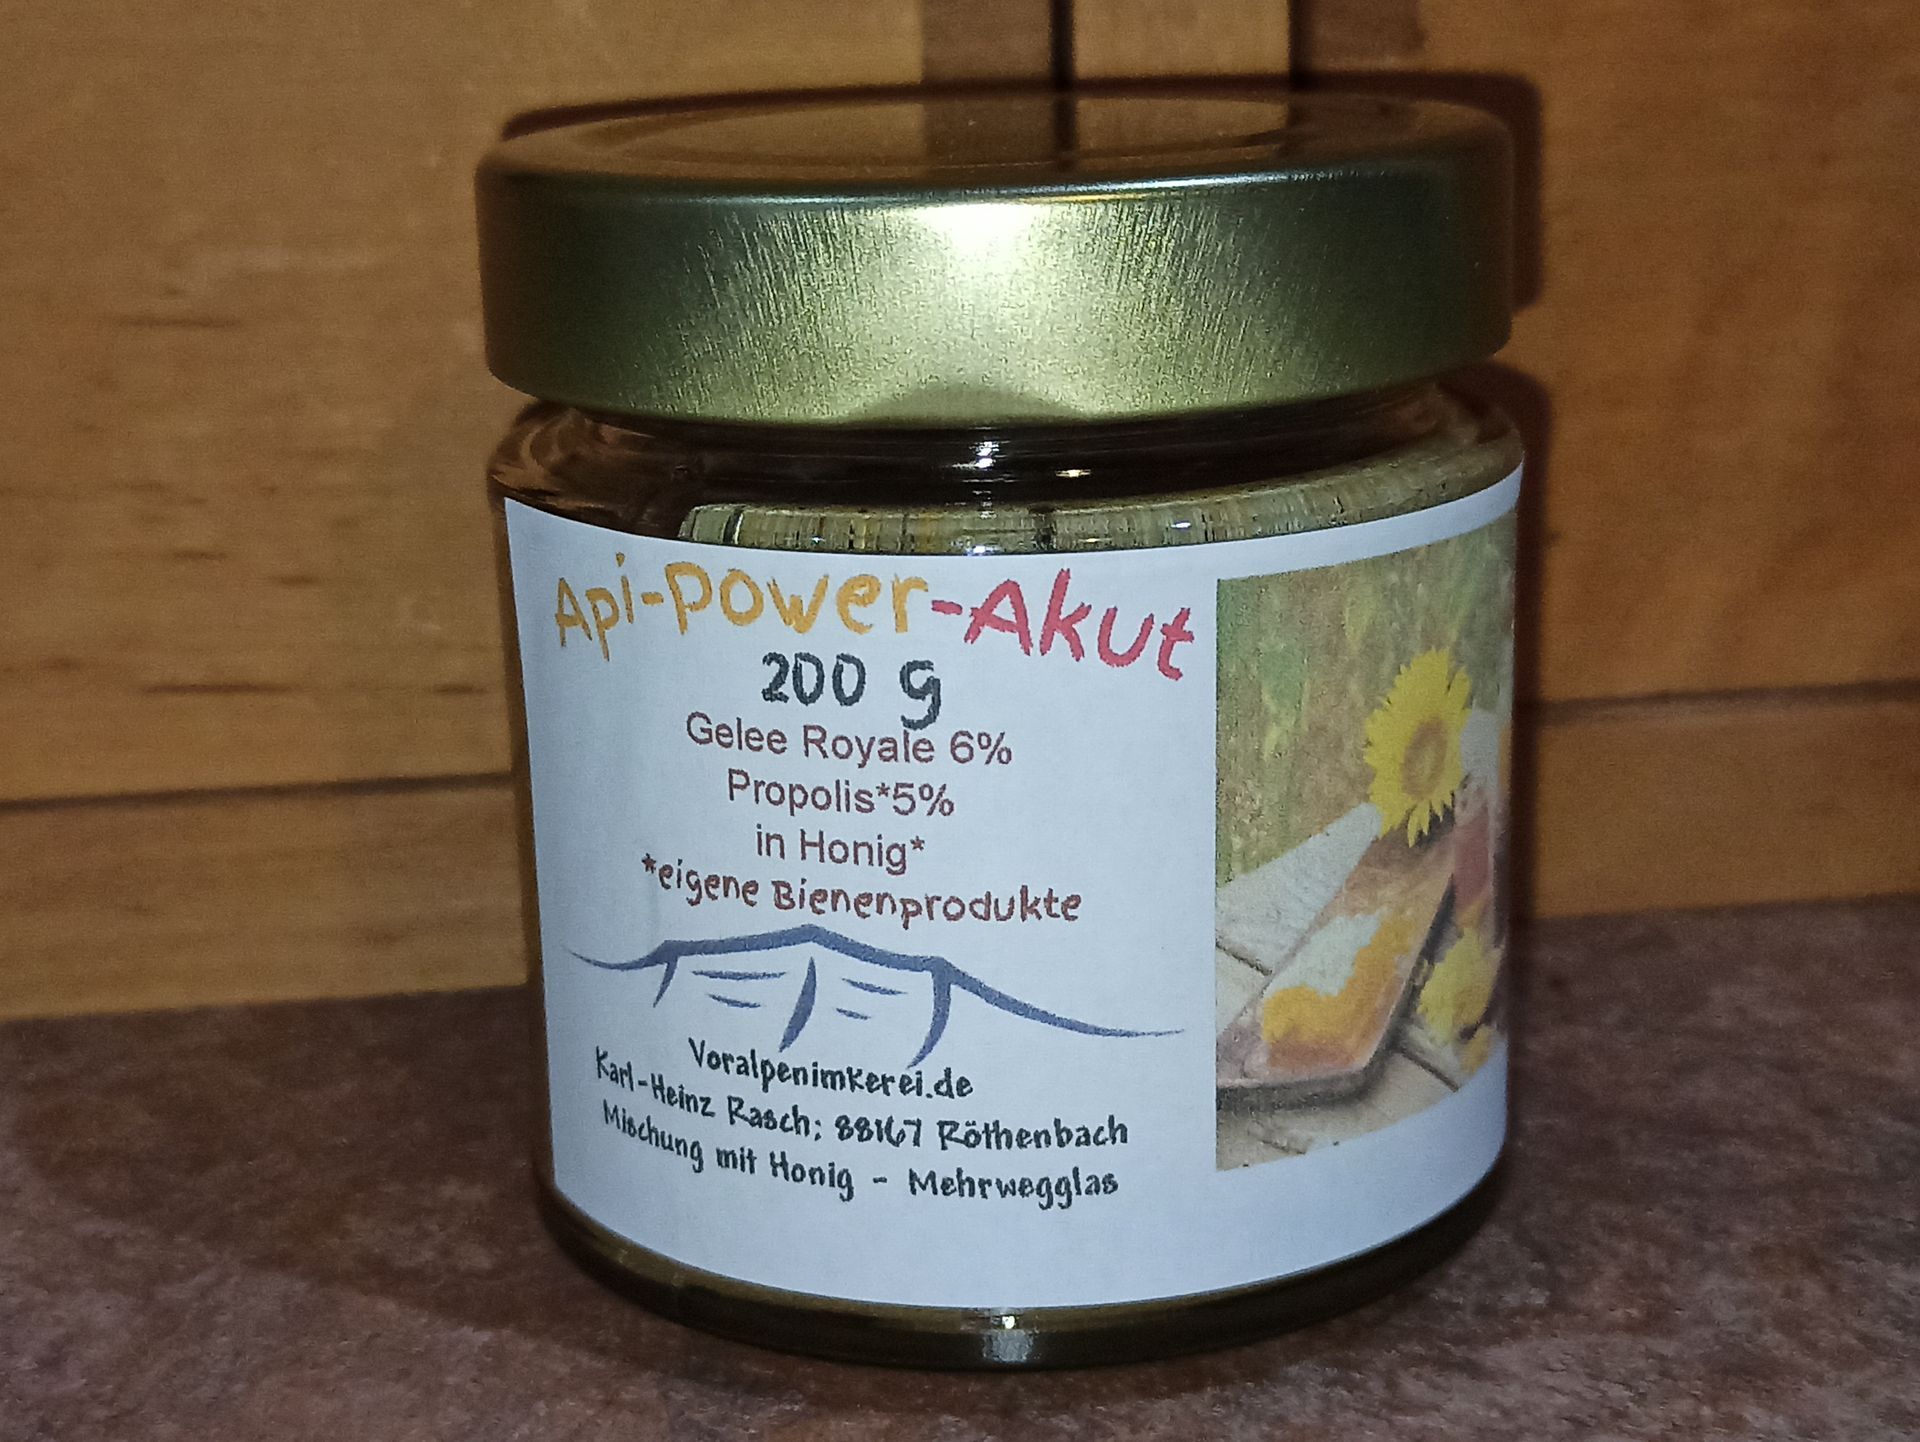 Api-Power-Akut
200 g
Gelee Royale 6%
Propolis*5%
in Honig*
*eigene Bienenprodukte
Voralpenimkerei.de
Karl-Heinz Rasch; 88167 Röthenbach
Mischung mit Honig - Mehrwegglas